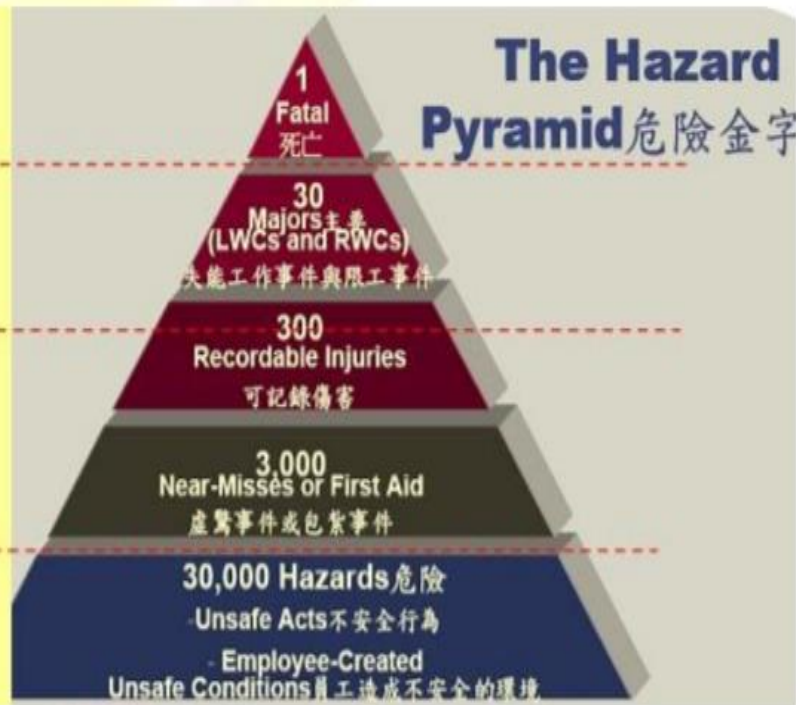 The Hazard
Pyramid危險金字
1
Fatal
死亡
30
Majors主要
(LWCs and RWCs)
失能工作事件與限工事件
300
Recordable Injuries
可記錄傷害
3,000
Near-Misses or First Aid
虛驚事件或包紮事件
30,000 Hazards危險
-Unsafe Acts不安全行為
- Employee-Created
Unsafe Conditions員工造成不安全的環境